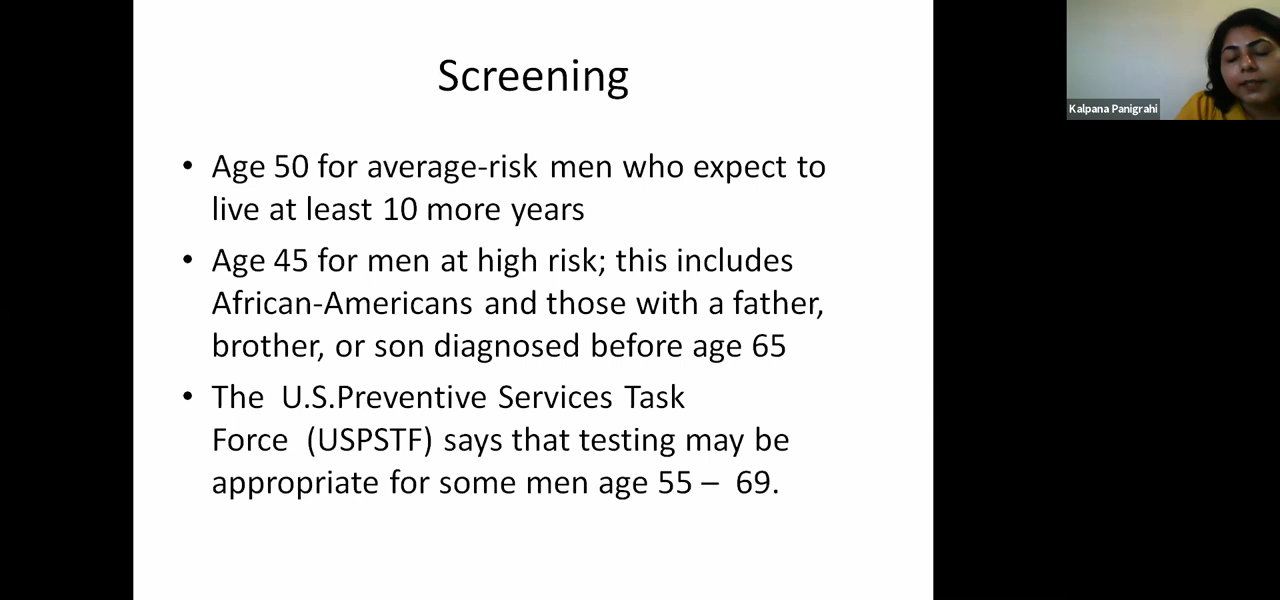 Screening
• Age 50 for average-risk men who expect to
live at least 10 more years
• Age 45 for men at high risk; this includes
African-Americans and those with a father,
brother, or son diagnosed before age 65
• The  U.S.Preventive Services Task
Force  (USPSTF) says that testing may be
appropriate for some men age 55 –  69.
Kalpana Panigrahi